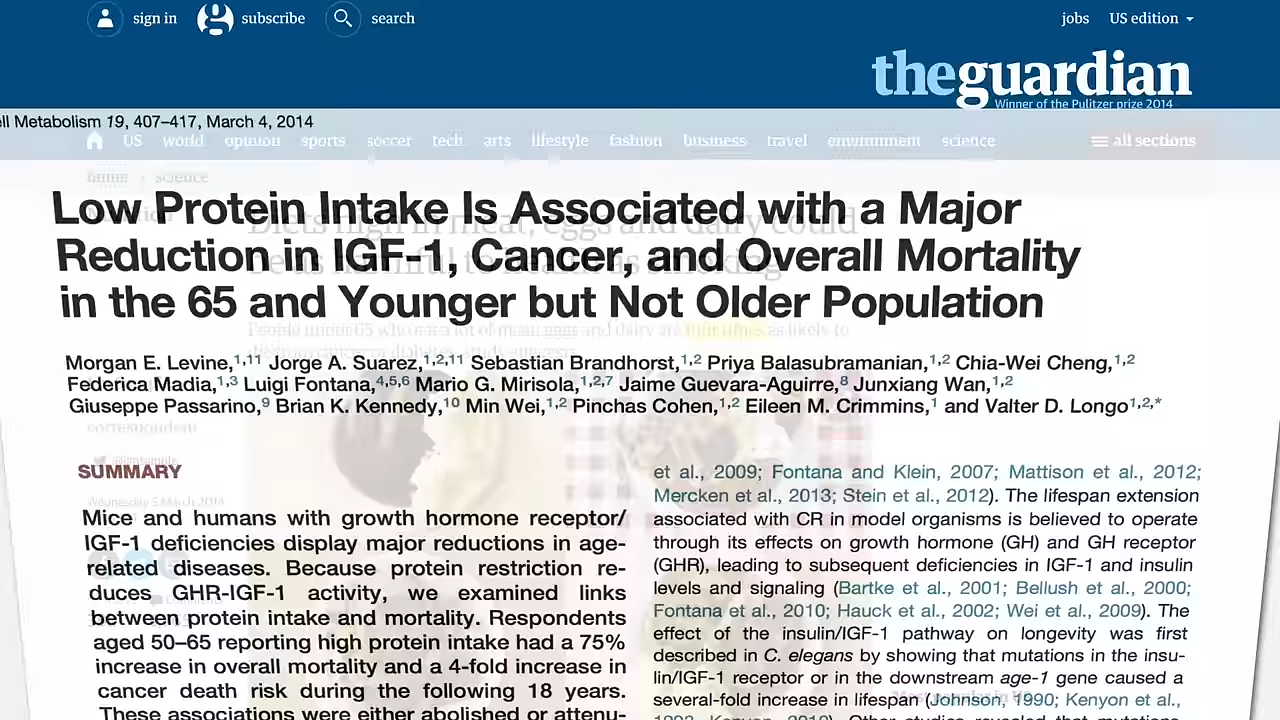 sign in
subscribe
search
jobs
US edition
theguardian
Winner of the Pulitzer prize 2014
ll Metabolism 19, 407–417, March 4, 2014
US world opinion sports soccer tech arts lifestyle fashion business travel environment science all sections
home › science
Low Protein Intake Is Associated with a Major
Reduction in IGF-1, Cancer, and Overall Mortality
in the 65 and Younger but Not Older Population
Morgan E. Levine,1,11 Jorge A. Suarez,1,2,11 Sebastian Brandhorst,1,2 Priya Balasubramanian,1,2 Chia-Wei Cheng,1,2
Federica Madia,1,3 Luigi Fontana,4,5,6 Mario G. Mirisola,1,2,7 Jaime Guevara-Aguirre,8 Junxiang Wan,1,2
Giuseppe Passarino,9 Brian K. Kennedy,10 Min Wei,1,2 Pinchas Cohen,1,2 Eileen M. Crimmins,1 and Valter D. Longo1,2,*
correspondent
Wednesday 5 March 2014
SUMMARY
Mice and humans with growth hormone receptor/
IGF-1 deficiencies display major reductions in age-
related diseases. Because protein restriction re-
duces GHR-IGF-1 activity, we examined links
between protein intake and mortality. Respondents
aged 50–65 reporting high protein intake had a 75%
increase in overall mortality and a 4-fold increase in
cancer death risk during the following 18 years.
These associations were either abolished or attenu-
et al., 2009; Fontana and Klein, 2007; Mattison et al., 2012;
Mercken et al., 2013; Stein et al., 2012). The lifespan extension
associated with CR in model organisms is believed to operate
through its effects on growth hormone (GH) and GH receptor
(GHR), leading to subsequent deficiencies in IGF-1 and insulin
levels and signaling (Bartke et al., 2001; Bellush et al., 2000;
Fontana et al., 2010; Hauck et al., 2002; Wei et al., 2009). The
effect of the insulin/IGF-1 pathway on longevity was first
described in C. elegans by showing that mutations in the insu-
lin/IGF-1 receptor or in the downstream age-1 gene caused a
several-fold increase in lifespan (Johnson, 1990; Kenyon et al.,